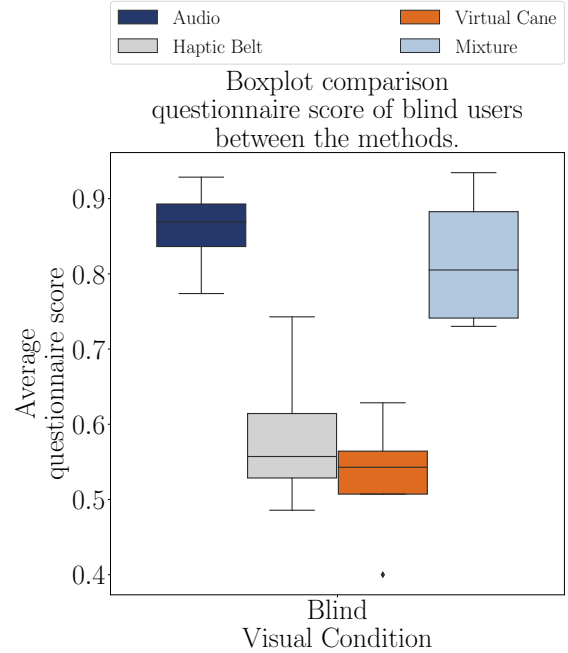 Audio
Haptic Belt
Virtual Cane
Mixture
Boxplot comparison
questionnaire score of blind users
between the methods.
Average
questionnaire score
0.9
0.8
0.7
0.6
0.5
0.4
Blind
Visual Condition